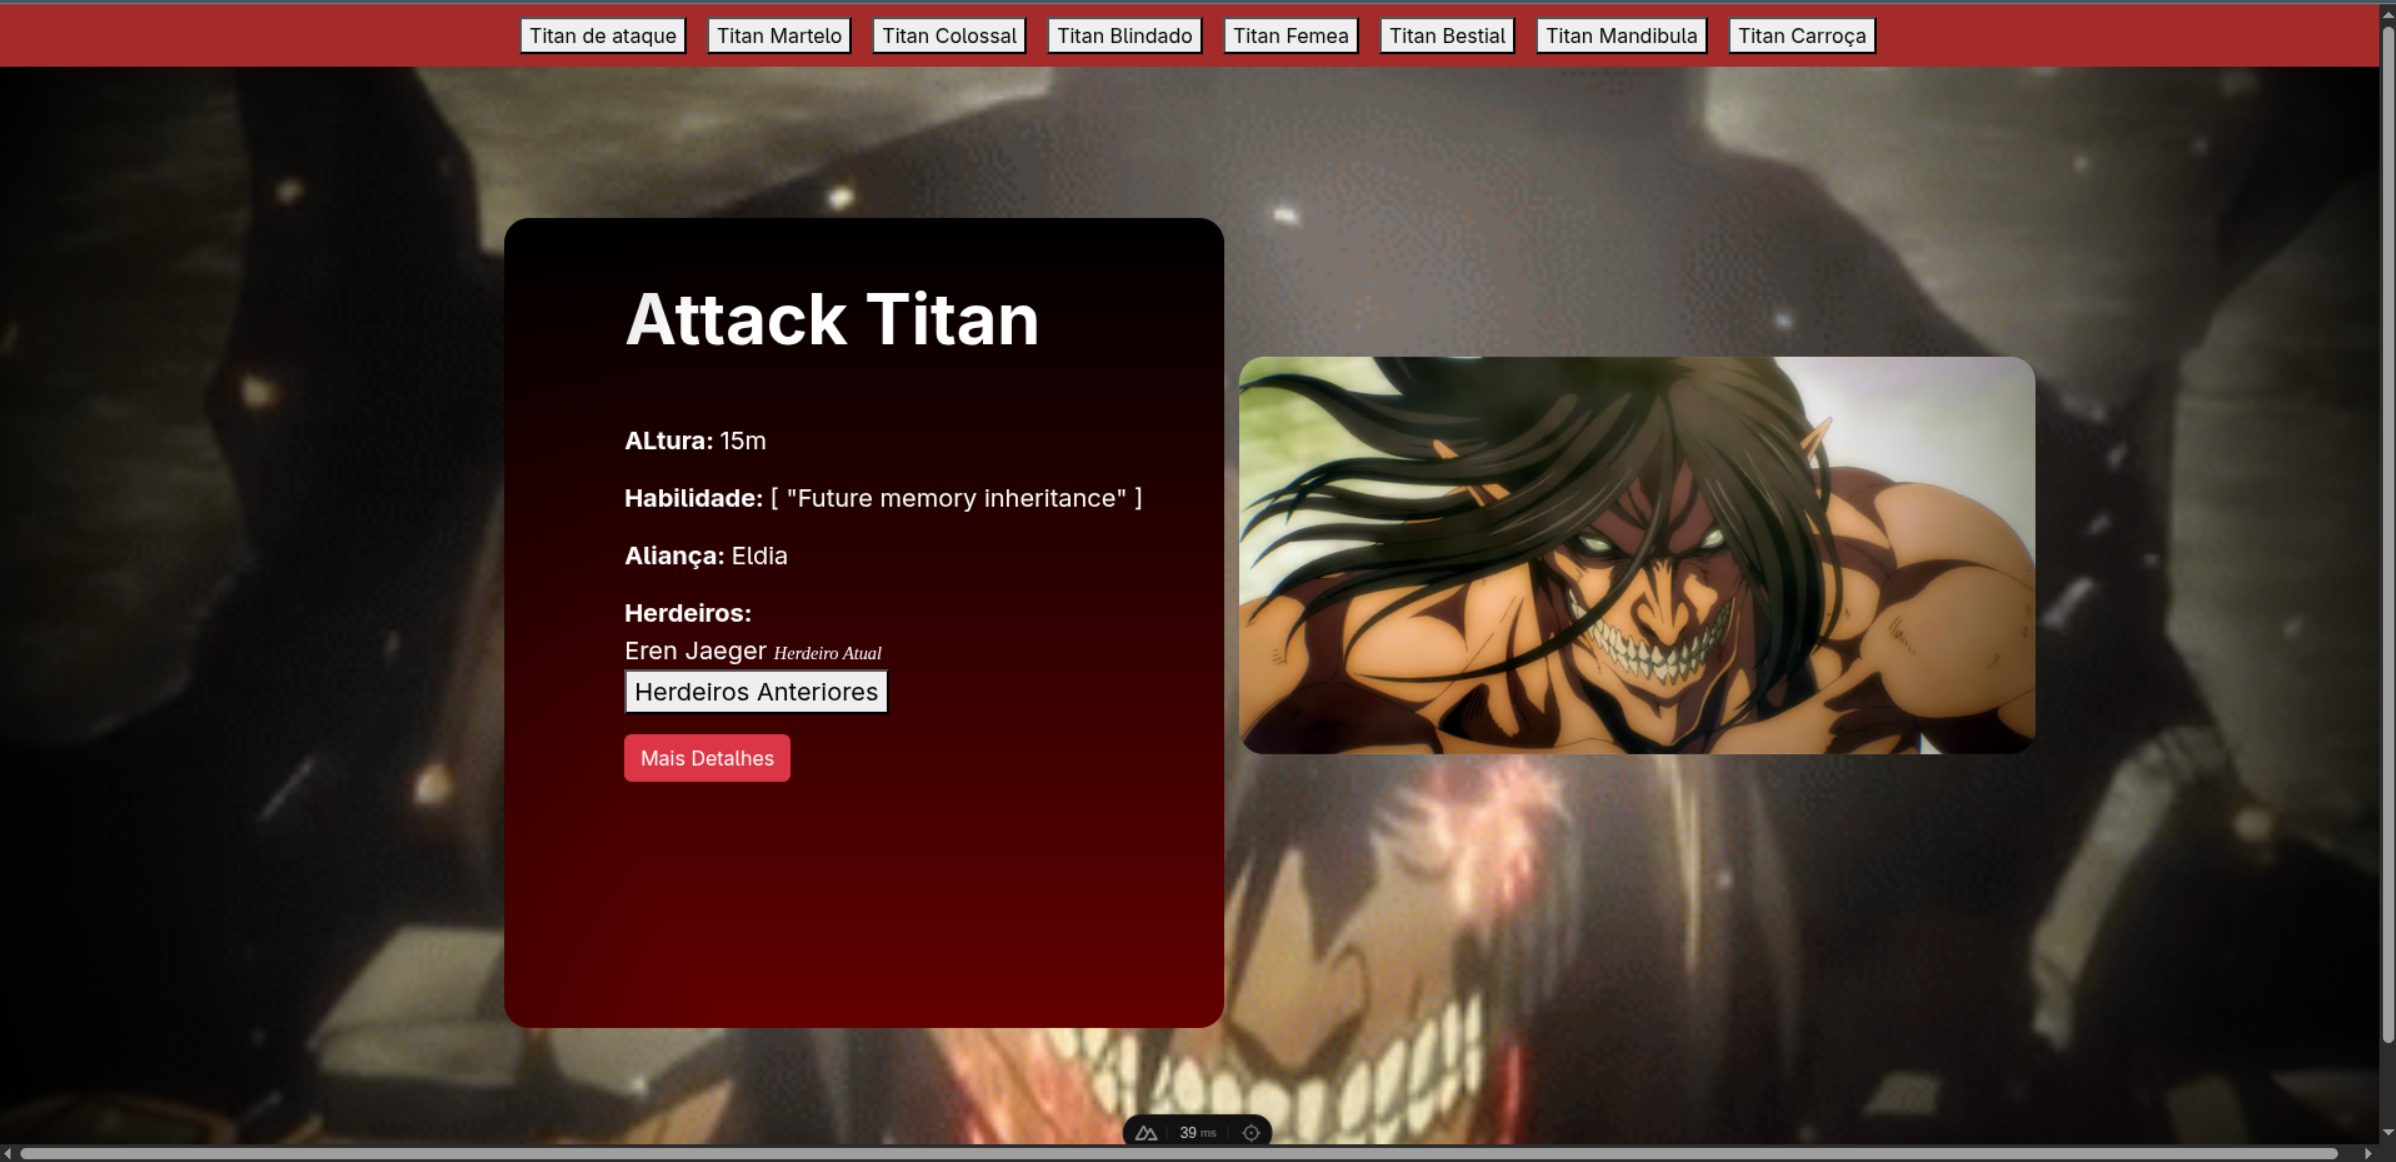 Titan de ataque Titan Martelo Titan Colossal Titan Blindado Titan Femea Titan Bestial Titan Mandibula Titan Carroça
Attack Titan
ALtura: 15m
Habilidade: [ "Future memory inheritance" ]
Aliança: Eldia
Herdeiros:
Eren Jaeger Herdeiro Atual
Herdeiros Anteriores
Mais Detalhes
39 ms